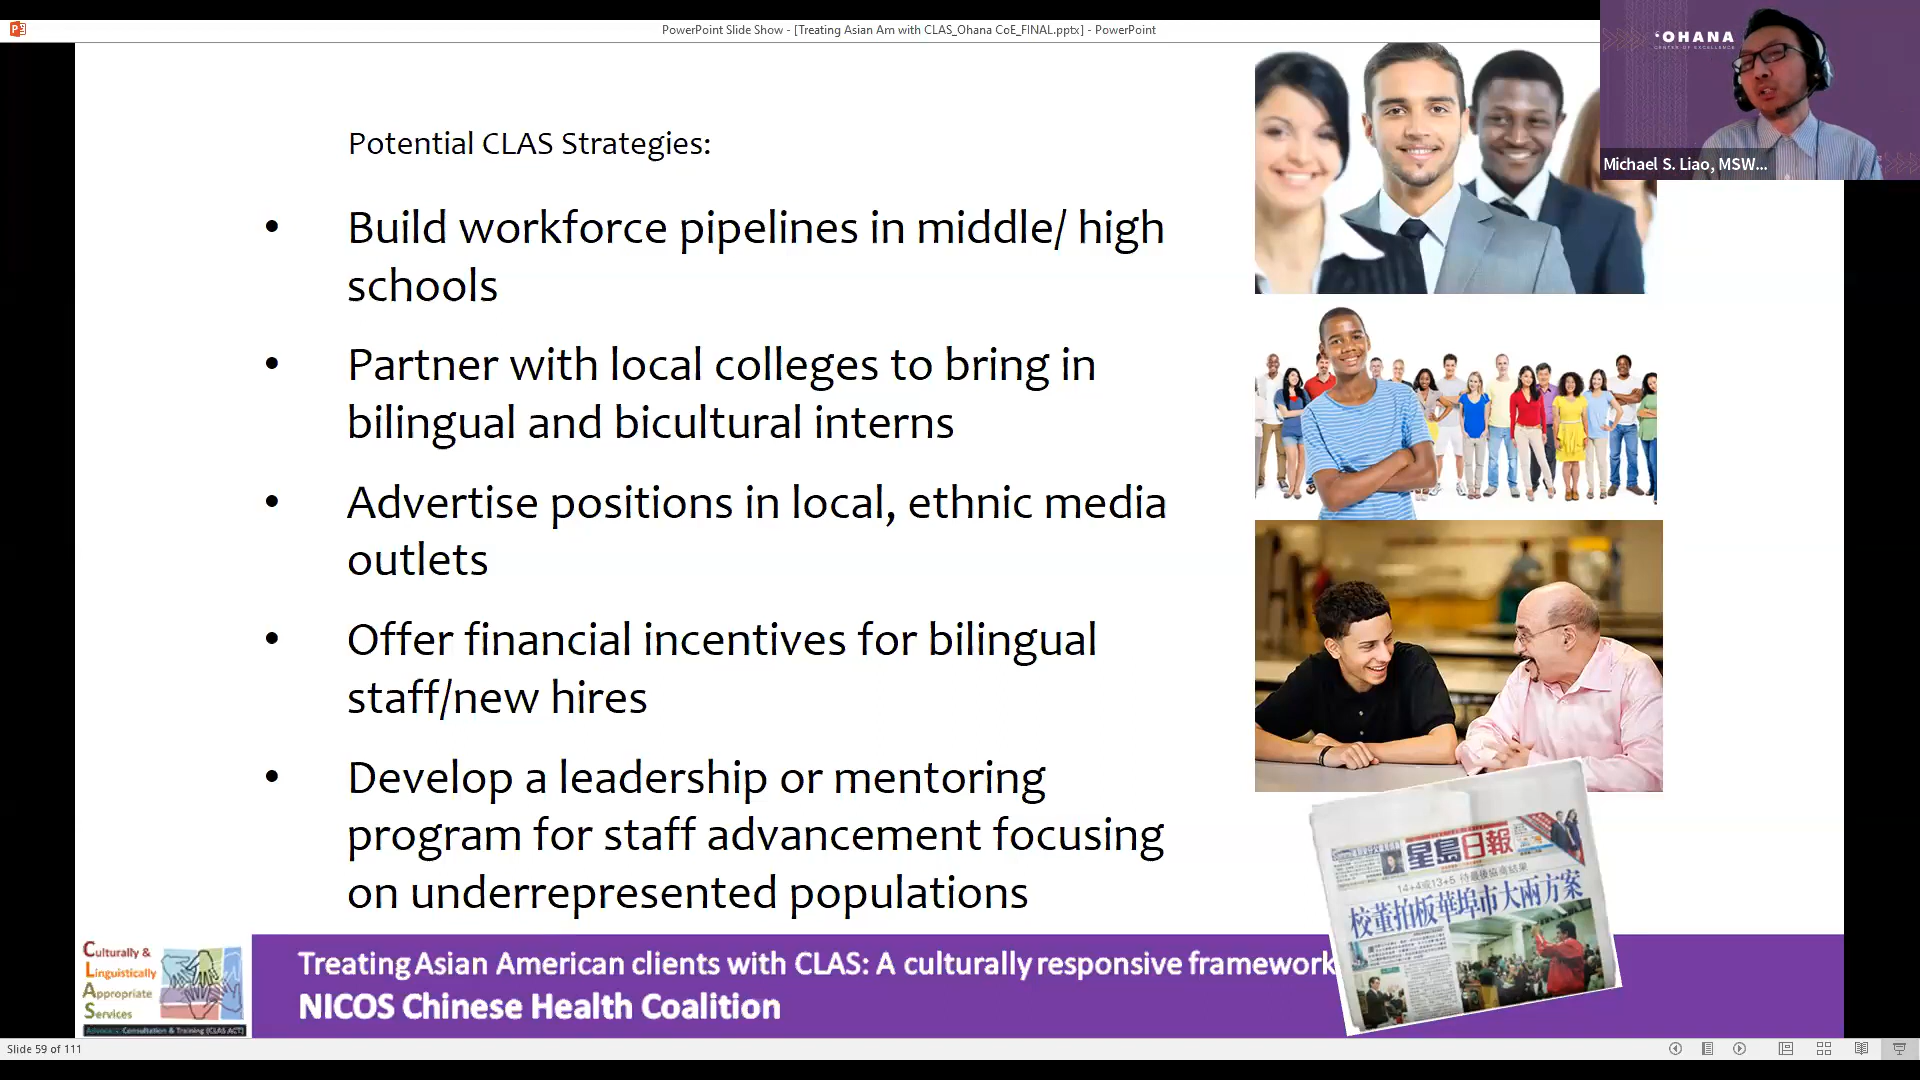 PowerPoint Slide Show - [Treating Asian Am with CLAS_Ohana CoE_FINAL.pptx] - PowerPoint
ʻOHANA
CENTER OF EXCELLENCE
Michael S. Liao, MSW...
Potential CLAS Strategies:
• Build workforce pipelines in middle/ high
schools
• Partner with local colleges to bring in
bilingual and bicultural interns
• Advertise positions in local, ethnic media
outlets
• Offer financial incentives for bilingual
staff/new hires
• Develop a leadership or mentoring
program for staff advancement focusing
on underrepresented populations
星島日報
14+4或13+5 待最後協商結果
校董拍板華埠市大兩方案
Culturally &
Linguistically
Appropriate
Services
Consultation & Training (CLAS ACT)
Treating Asian American clients with CLAS: A culturally responsive framework
NICOS Chinese Health Coalition
Slide 59 of 111